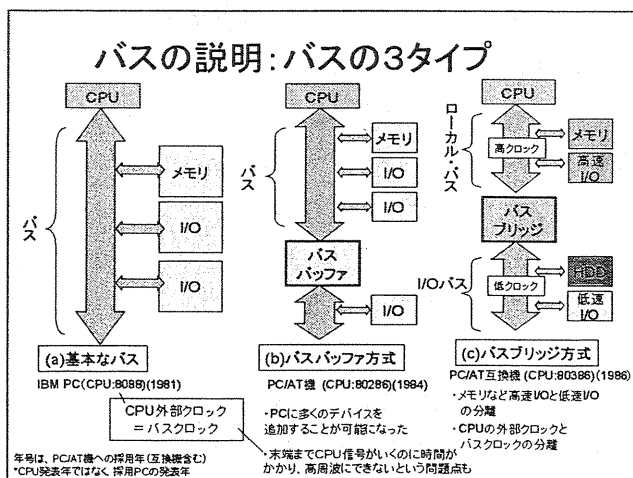 バスの説明:バスの3タイプ
CPU
バス
メモリ
I/O
I/O
(a)基本なバス
IBM PC(CPU:8088)(1981)
CPU外部クロック
=バスクロック
年号は、PC/AT機への採用年(互換機含む)
*CPU発表年ではなく、採用PCの発表年
CPU
バス
メモリ
I/O
I/O
バス
バッファ
I/O
(b)バスバッファ方式
PC/AT機 (CPU:80286)(1984)
・PCに多くのデバイスを
追加することが可能になった
・末端までCPU信号がいくのに時間が
かかり、高周波にできないという問題点も
CPU
ローカル・バス
高クロック
メモリ
高速
I/O
バス
ブリッジ
I/Oバス
低クロック
HDD
低速
I/O
(c)バスブリッジ方式
PC/AT互換機(CPU:80386)(1986)
・メモリなど高速I/Oと低速I/O
の分離
・CPUの外部クロックと
バスクロックの分離